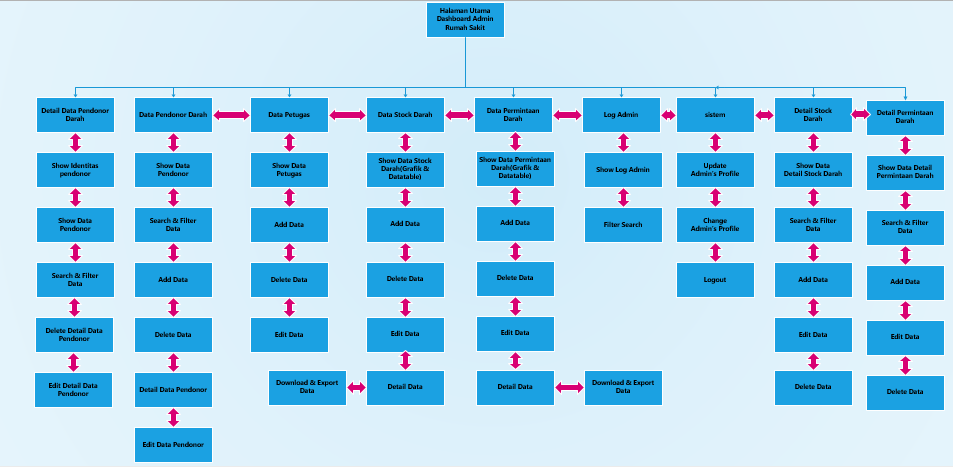 Halaman Utama
Dashboard Admin
Rumah Sakit
Detail Data Pendonor
Darah
Data Pendonor Darah
Data Petugas
Data Stock Darah
Data Permintaan
Darah
Log Admin
sistem
Detail Stock
Darah
Detail Permintaan
Darah
Show Identitas
pendonor
Show Data
Pendonor
Show Data
Petugas
Show Data Stock
Darah(Grafik &
Datatable)
Show Data Permintaan
Darah(Grafik &
Datatable)
Show Log Admin
Update
Admin's Profile
Show Data
Detail Stock Darah
Show Data Detail
Permintaan Darah
Show Data
Pendonor
Search & Filter
Data
Add Data
Add Data
Add Data
Filter Search
Change
Admin's Profile
Search & Filter
Data
Search & Filter
Data
Search & Filter
Data
Add Data
Delete Data
Delete Data
Delete Data
Logout
Add Data
Add Data
Delete Detail Data
Pendonor
Delete Data
Edit Data
Edit Data
Edit Data
Edit Data
Edit Data
Edit Detail Data
Pendonor
Detail Data Pendonor
Download & Export
Data
Detail Data
Detail Data
Download & Export
Data
Delete Data
Delete Data
Edit Data Pendonor